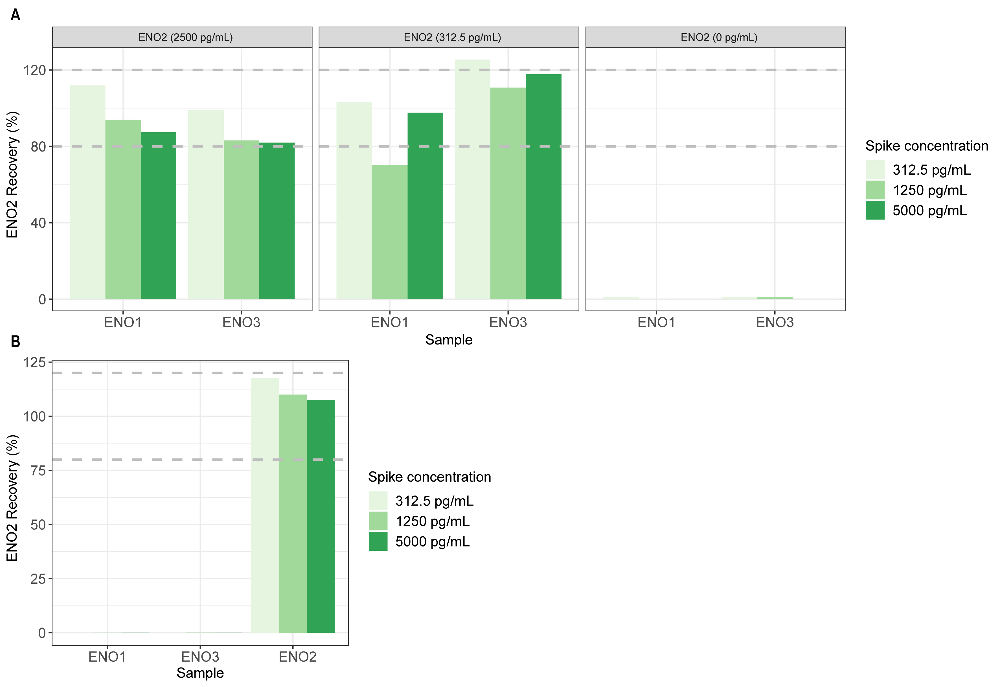 A
ENO2 (2500 pg/mL)
ENO2 (312.5 pg/mL)
ENO2 (0 pg/mL)
ENO2 Recovery (%)
120
80
40
0
ENO1
ENO3
ENO1
ENO3
ENO1
ENO3
Sample
Spike concentration
312.5 pg/mL
1250 pg/mL
5000 pg/mL
B
ENO2 Recovery (%)
125
100
75
50
25
0
ENO1
ENO3
ENO2
Sample
Spike concentration
312.5 pg/mL
1250 pg/mL
5000 pg/mL